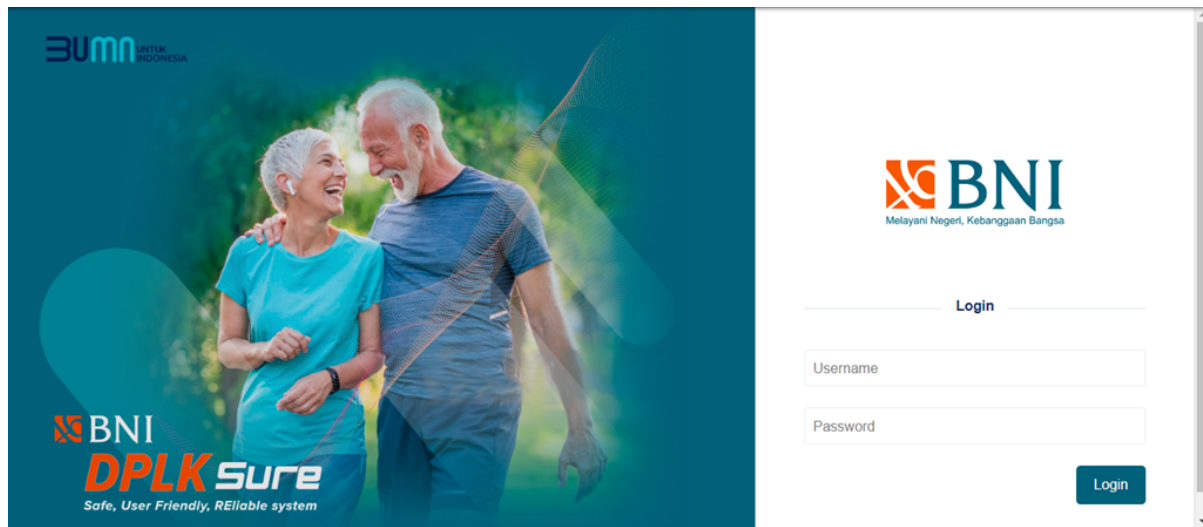 BUMN UNTUK
INDONESIA
BNI
DPLK Sure
Safe, User Friendly, REliable system
BNI
Melayani Negeri, Kebanggaan Bangsa
Login
Username
Password
Login